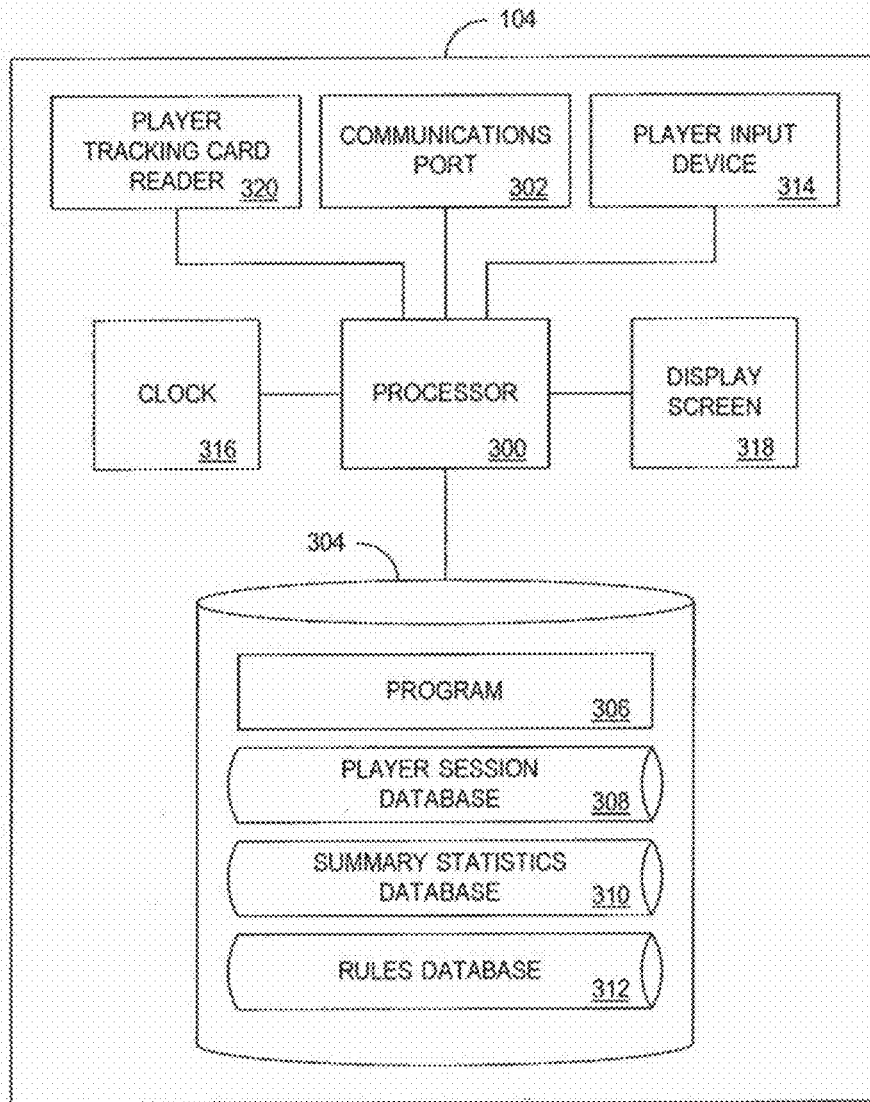 104
PLAYER
TRACKING CARD
READER
320
COMMUNICATIONS
PORT
302
PLAYER INPUT
DEVICE
314
CLOCK
316
PROCESSOR
300
DISPLAY
SCREEN
318
304
PROGRAM
306
PLAYER SESSION
DATABASE
308
SUMMARY STATISTICS
DATABASE
310
RULES DATABASE
312